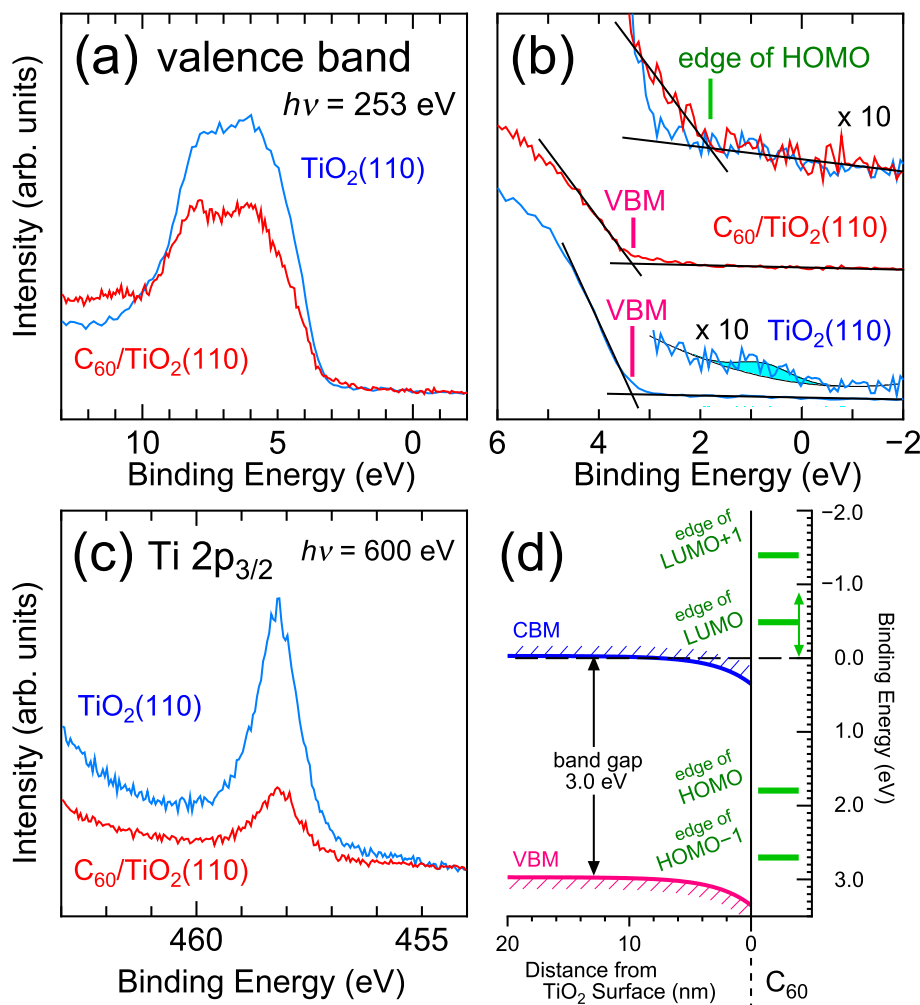 (a) valence band
hν = 253 eV
TiO₂(110)
C₆₀/TiO₂(110)
Intensity (arb. units)
10 5 0
Binding Energy (eV)
(b)
edge of HOMO
x 10
VBM
C₆₀/TiO₂(110)
VBM
x 10
TiO₂(110)
6 4 2 0 −2
Binding Energy (eV)
(c) Ti 2p₃/₂
hν = 600 eV
TiO₂(110)
C₆₀/TiO₂(110)
Intensity (arb. units)
460 455
Binding Energy (eV)
(d)
edge of
LUMO+1
edge of
LUMO
CBM
band gap
3.0 eV
edge of
HOMO
edge of
HOMO−1
VBM
−2.0
−1.0
0.0
1.0
2.0
3.0
Binding Energy (eV)
20 10 0
Distance from
TiO₂ Surface (nm)
C₆₀